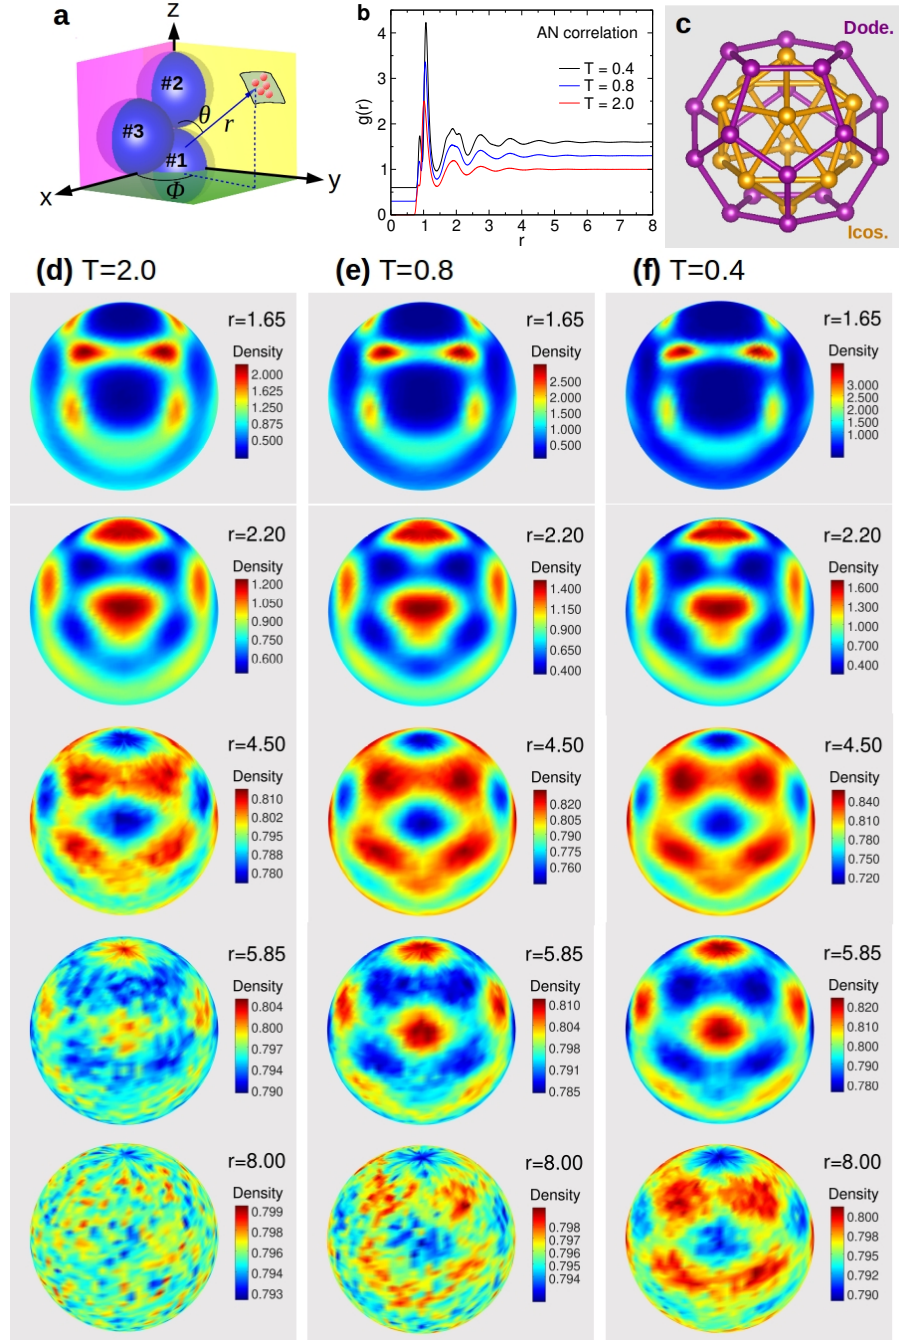 a
z
#2
#3
#1
θ
r
Φ
x
y
b
AN correlation
T = 0.4
T = 0.8
T = 2.0
g(r)
4
3
2
1
0
0 1 2 3 4 5 6 7 8
r
c
Dode.
Icos.
(d) T=2.0
(e) T=0.8
(f) T=0.4
r=1.65
Density
2.000
1.625
1.250
0.875
0.500
r=1.65
Density
2.500
2.000
1.500
1.000
0.500
r=1.65
Density
3.000
2.500
2.000
1.500
1.000
r=2.20
Density
1.200
1.050
0.900
0.750
0.600
r=2.20
Density
1.400
1.150
0.900
0.650
0.400
r=2.20
Density
1.600
1.300
1.000
0.700
0.400
r=4.50
Density
0.810
0.802
0.795
0.788
0.780
r=4.50
Density
0.820
0.805
0.790
0.775
0.760
r=4.50
Density
0.840
0.810
0.780
0.750
0.720
r=5.85
Density
0.804
0.800
0.797
0.794
0.790
r=5.85
Density
0.810
0.804
0.798
0.791
0.785
r=5.85
Density
0.820
0.810
0.800
0.790
0.780
r=8.00
Density
0.799
0.798
0.796
0.794
0.793
r=8.00
Density
0.798
0.797
0.796
0.795
0.794
r=8.00
Density
0.800
0.798
0.795
0.792
0.790